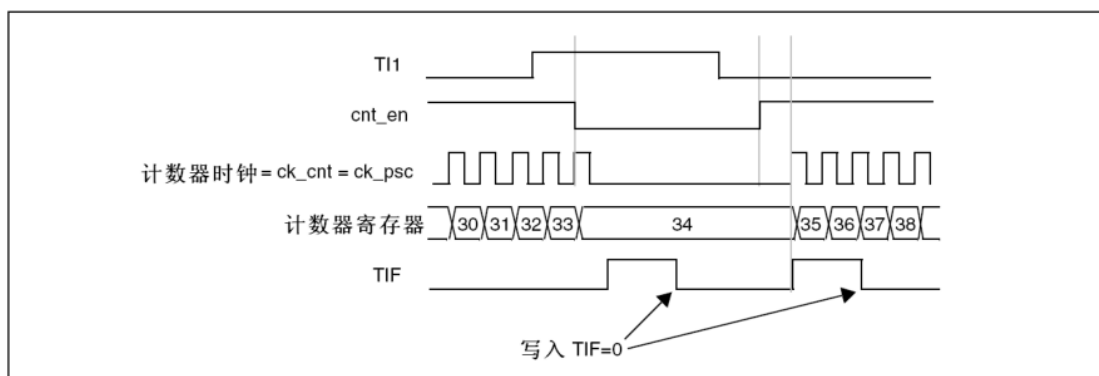 TI1
cnt_en
计数器时钟= ck_cnt = ck_psc
计数器寄存器 30 31 32 33 34 35 36 37 38
TIF
写入 TIF=0